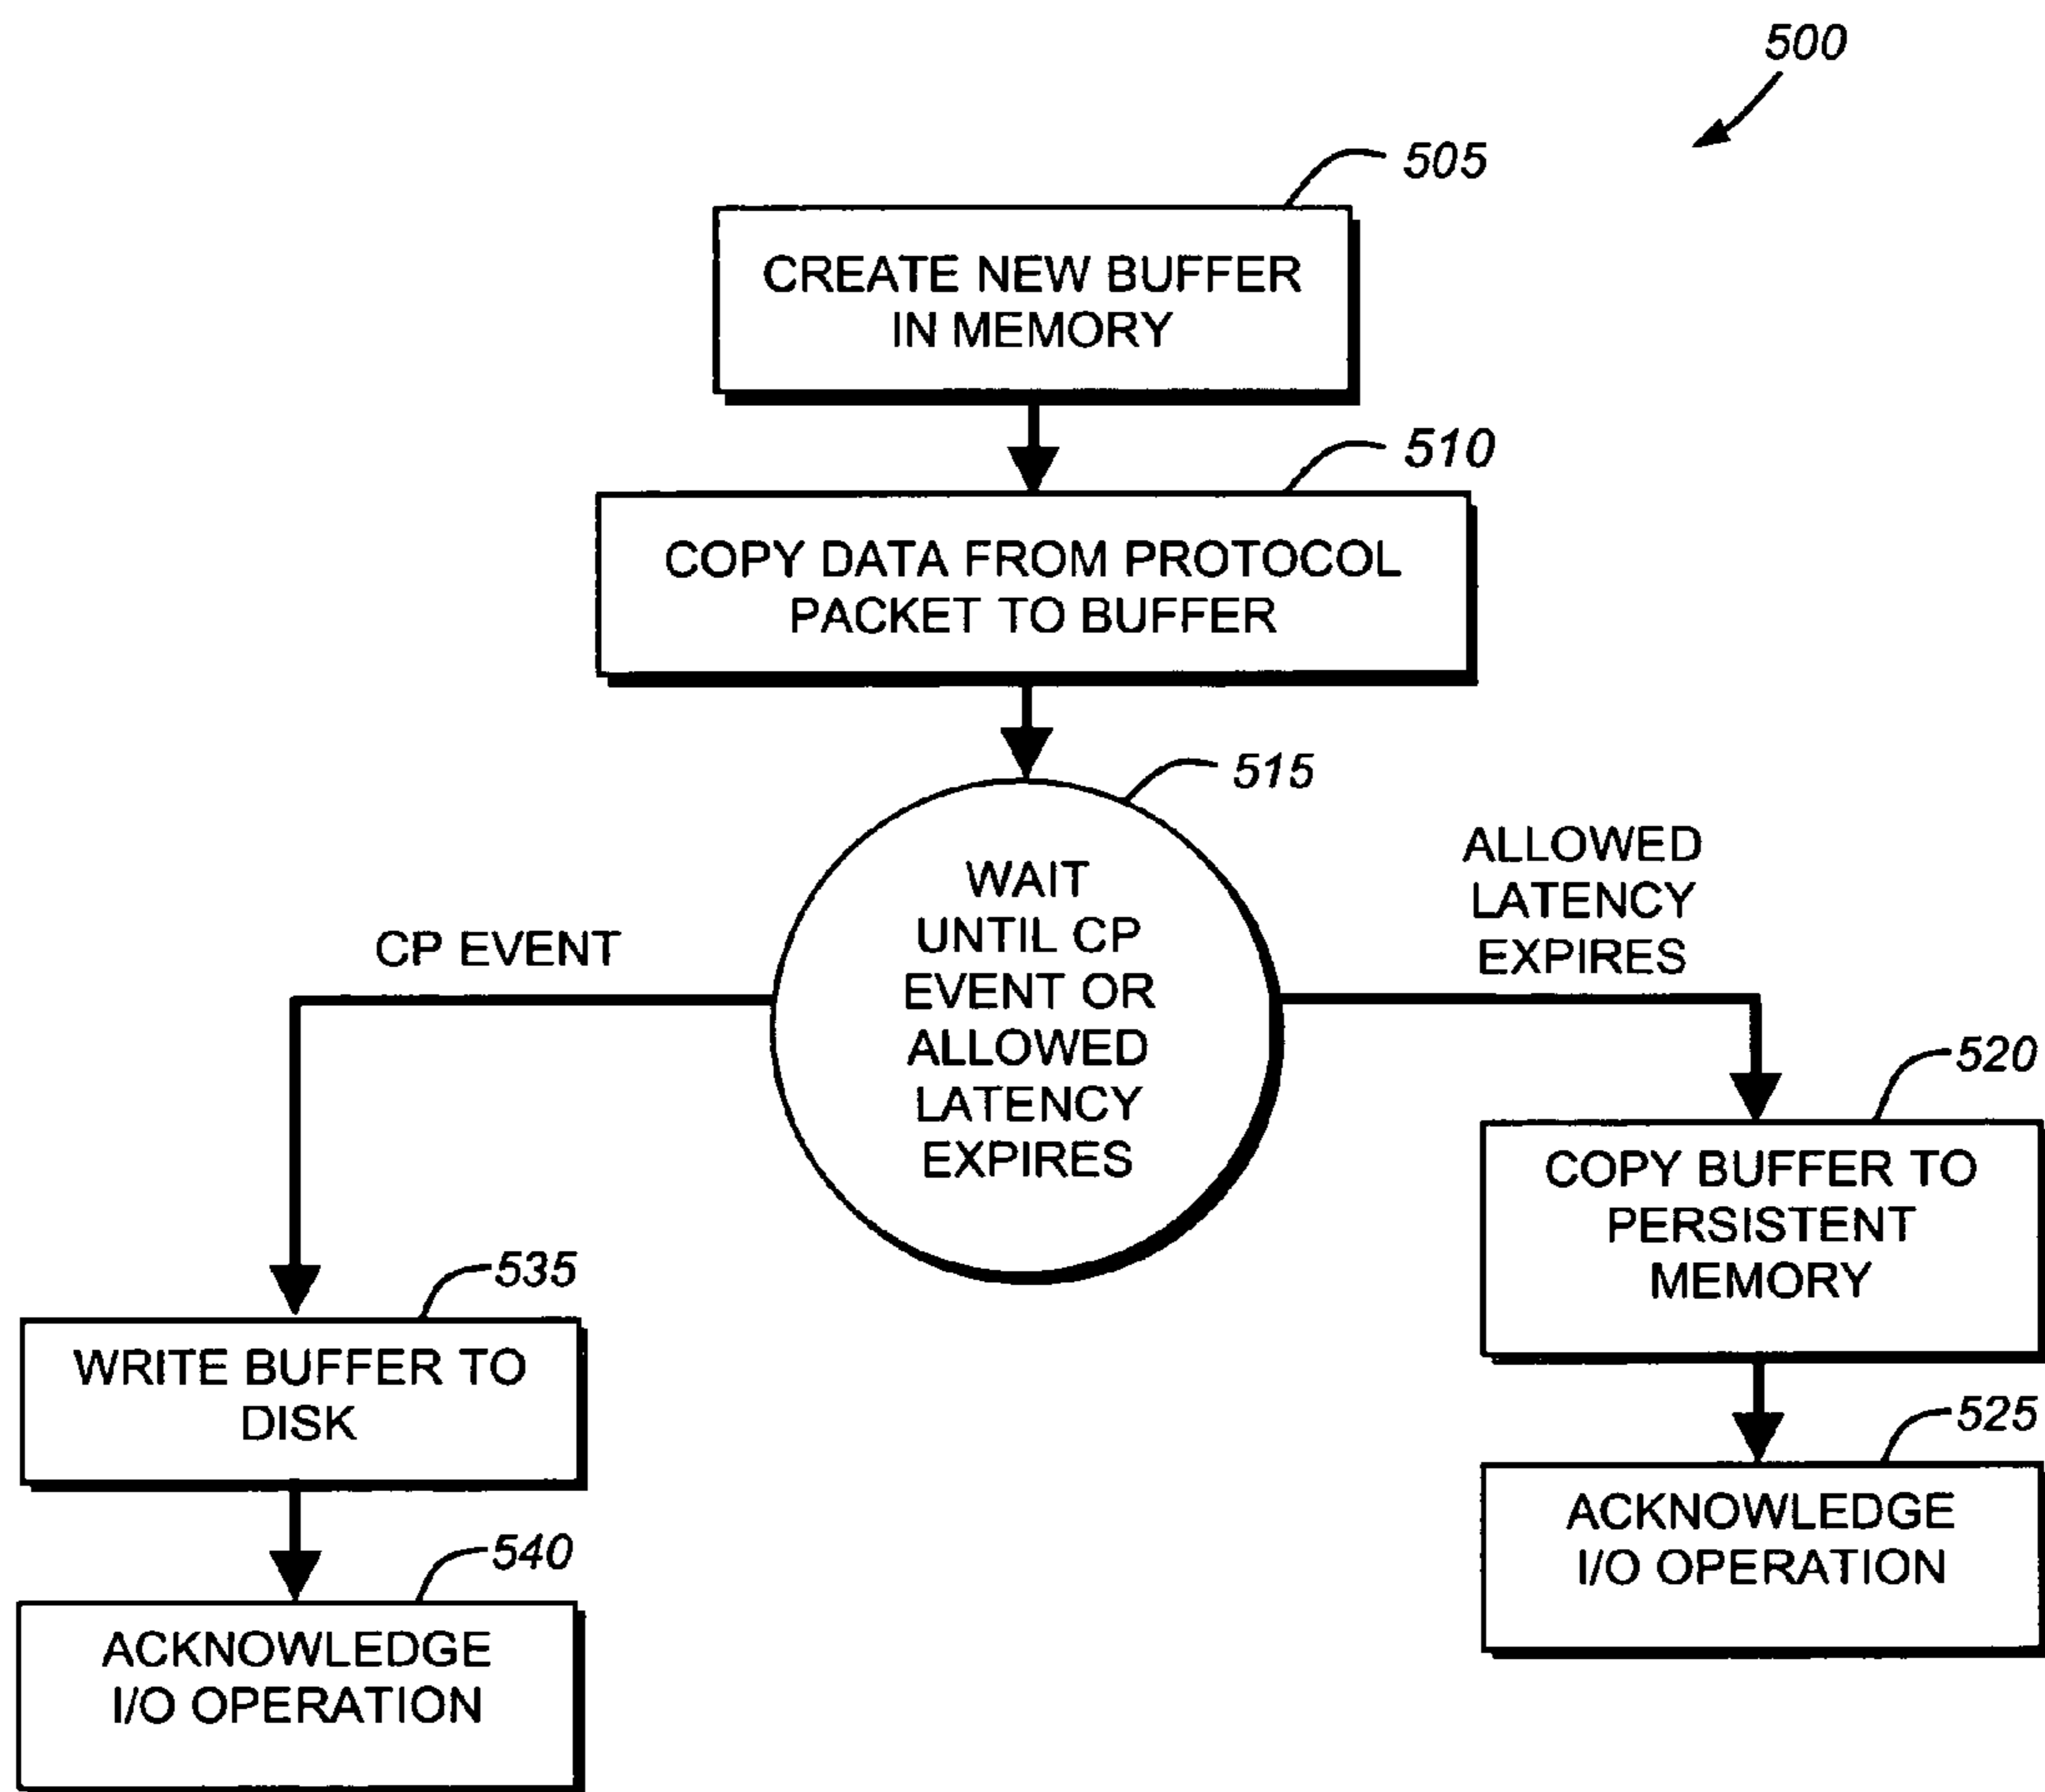 500
505
CREATE NEW BUFFER
IN MEMORY
510
COPY DATA FROM PROTOCOL
PACKET TO BUFFER
515
WAIT
UNTIL CP
EVENT OR
ALLOWED
LATENCY
EXPIRES
CP EVENT
ALLOWED
LATENCY
EXPIRES
520
COPY BUFFER TO
PERSISTENT
MEMORY
525
ACKNOWLEDGE
I/O OPERATION
535
WRITE BUFFER TO
DISK
540
ACKNOWLEDGE
I/O OPERATION